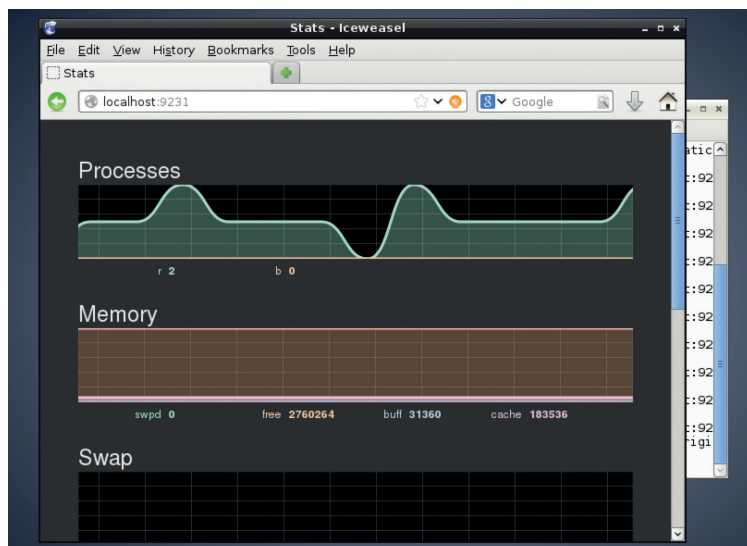 Stats - Iceweasel
File Edit View History Bookmarks Tools Help
Stats
localhost:9231
Google
Processes
r 2 b 0
Memory
swpd 0 free 2760264 buff 31360 cache 183536
Swap
atic
:92
:92
:92
:92
:92
:92
:92
:92
:92
:92
rigi